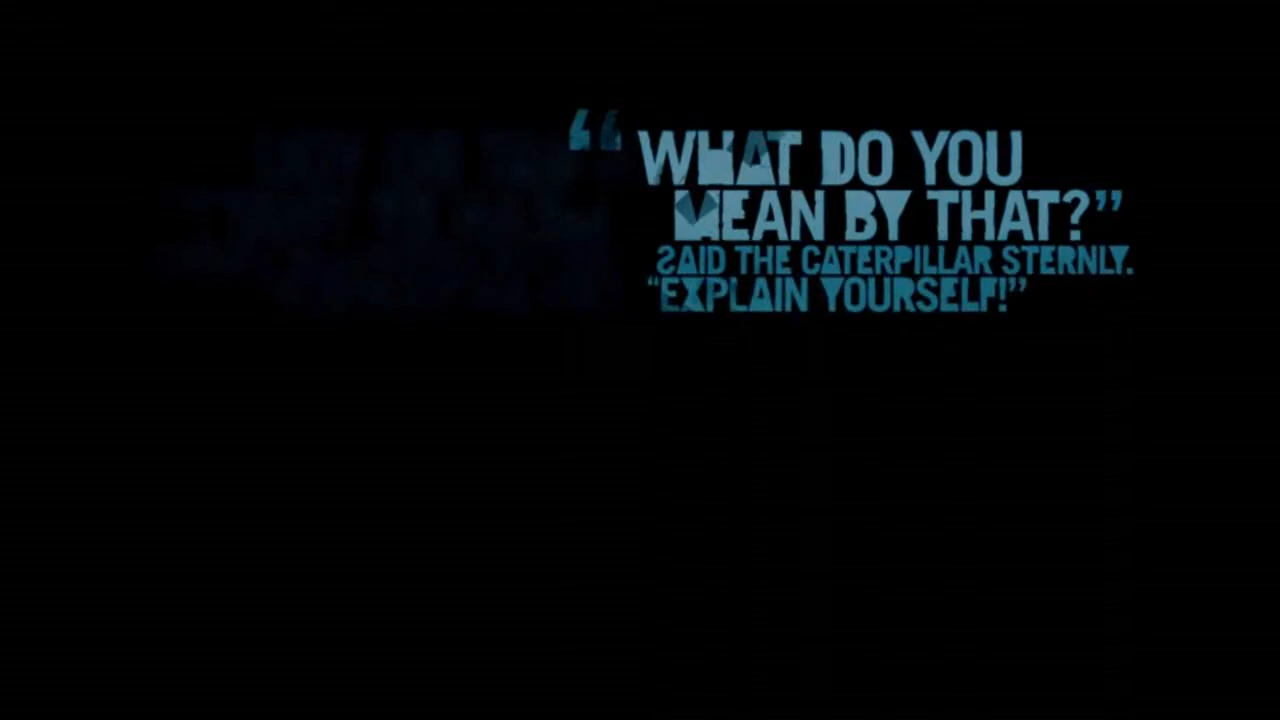 “WHAT DO YOU
MEAN BY THAT?”
SAID THE CATERPILLAR STERNLY.
“EXPLAIN YOURSELF!”